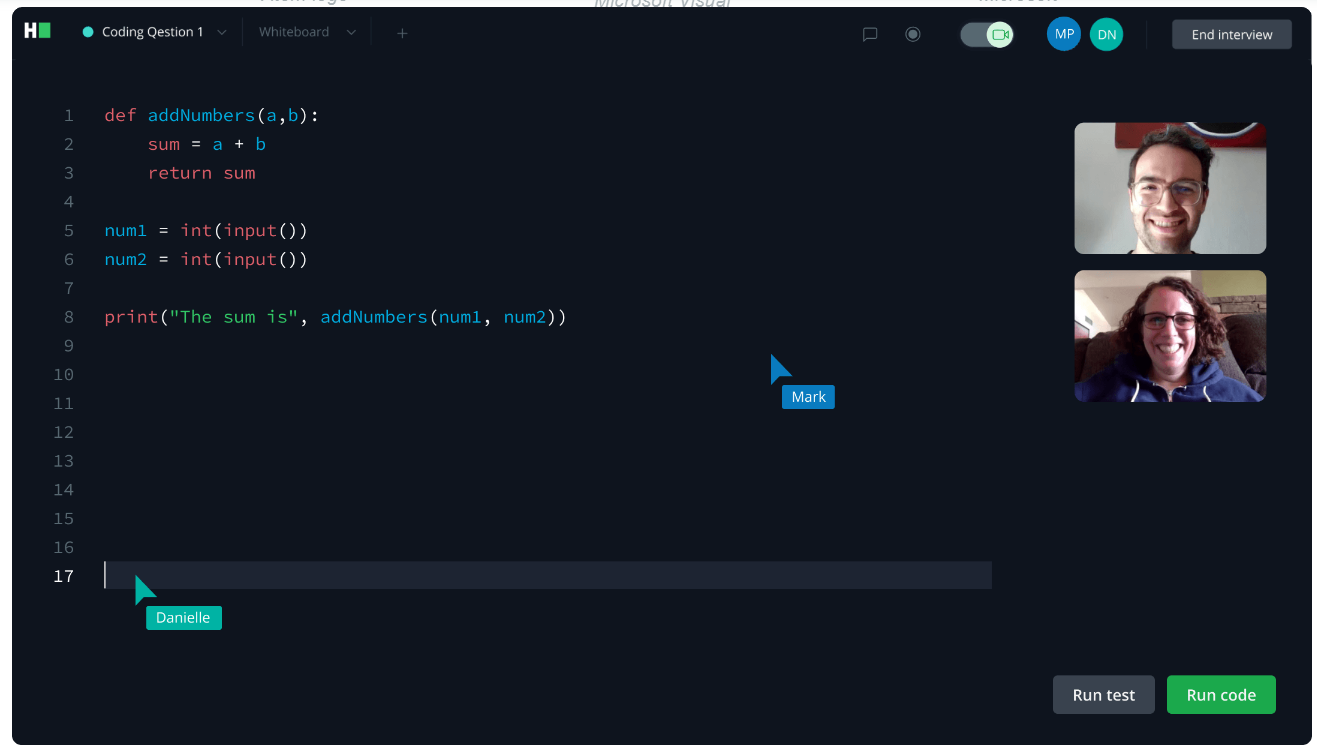 Microsoft Visual
H
Coding Qestion 1
Whiteboard
+
MP
DN
End interview
1 def addNumbers(a,b):
2 sum = a + b
3 return sum
4
5 num1 = int(input())
6 num2 = int(input())
7
8 print("The sum is", addNumbers(num1, num2))
9
10
11
12
13
14
15
16
17
Mark
Danielle
Run test
Run code